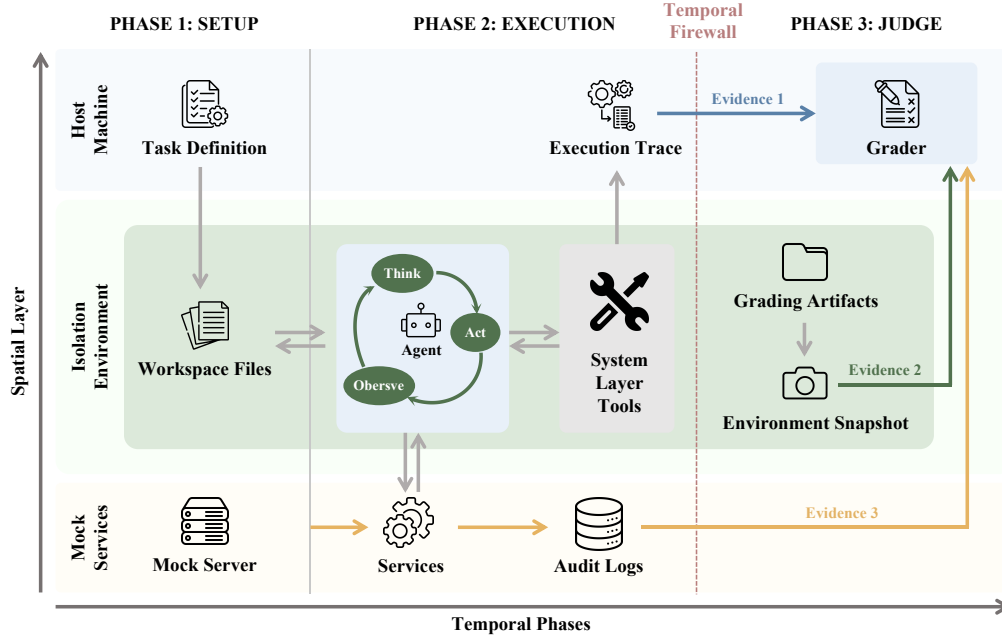 PHASE 1: SETUP
PHASE 2: EXECUTION
Temporal
Firewall
PHASE 3: JUDGE
Spatial Layer
Host
Machine
Task Definition
Execution Trace
Evidence 1
Grader
Isolation
Environment
Workspace Files
Think
Act
Obersve
Agent
System
Layer
Tools
Grading Artifacts
Evidence 2
Environment Snapshot
Mock
Services
Mock Server
Services
Audit Logs
Evidence 3
Temporal Phases